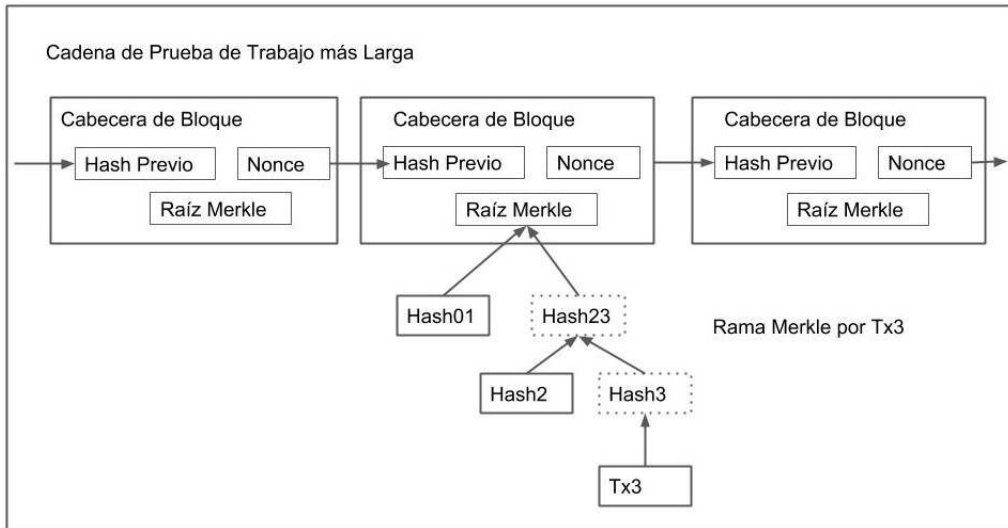 Cadena de Prueba de Trabajo más Larga
Cabecera de Bloque
Hash Previo
Nonce
Raíz Merkle
Cabecera de Bloque
Hash Previo
Nonce
Raíz Merkle
Cabecera de Bloque
Hash Previo
Nonce
Raíz Merkle
Hash01
Hash23
Rama Merkle por Tx3
Hash2
Hash3
Tx3